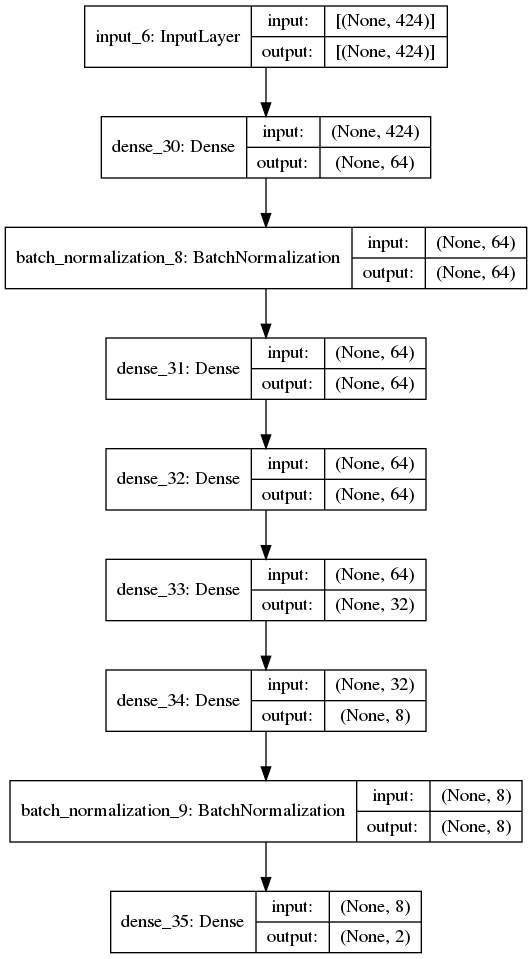 input_6: InputLayer
input: [(None, 424)]
output: [(None, 424)]
dense_30: Dense
input: (None, 424)
output: (None, 64)
batch_normalization_8: BatchNormalization
input: (None, 64)
output: (None, 64)
dense_31: Dense
input: (None, 64)
output: (None, 64)
dense_32: Dense
input: (None, 64)
output: (None, 64)
dense_33: Dense
input: (None, 64)
output: (None, 32)
dense_34: Dense
input: (None, 32)
output: (None, 8)
batch_normalization_9: BatchNormalization
input: (None, 8)
output: (None, 8)
dense_35: Dense
input: (None, 8)
output: (None, 2)